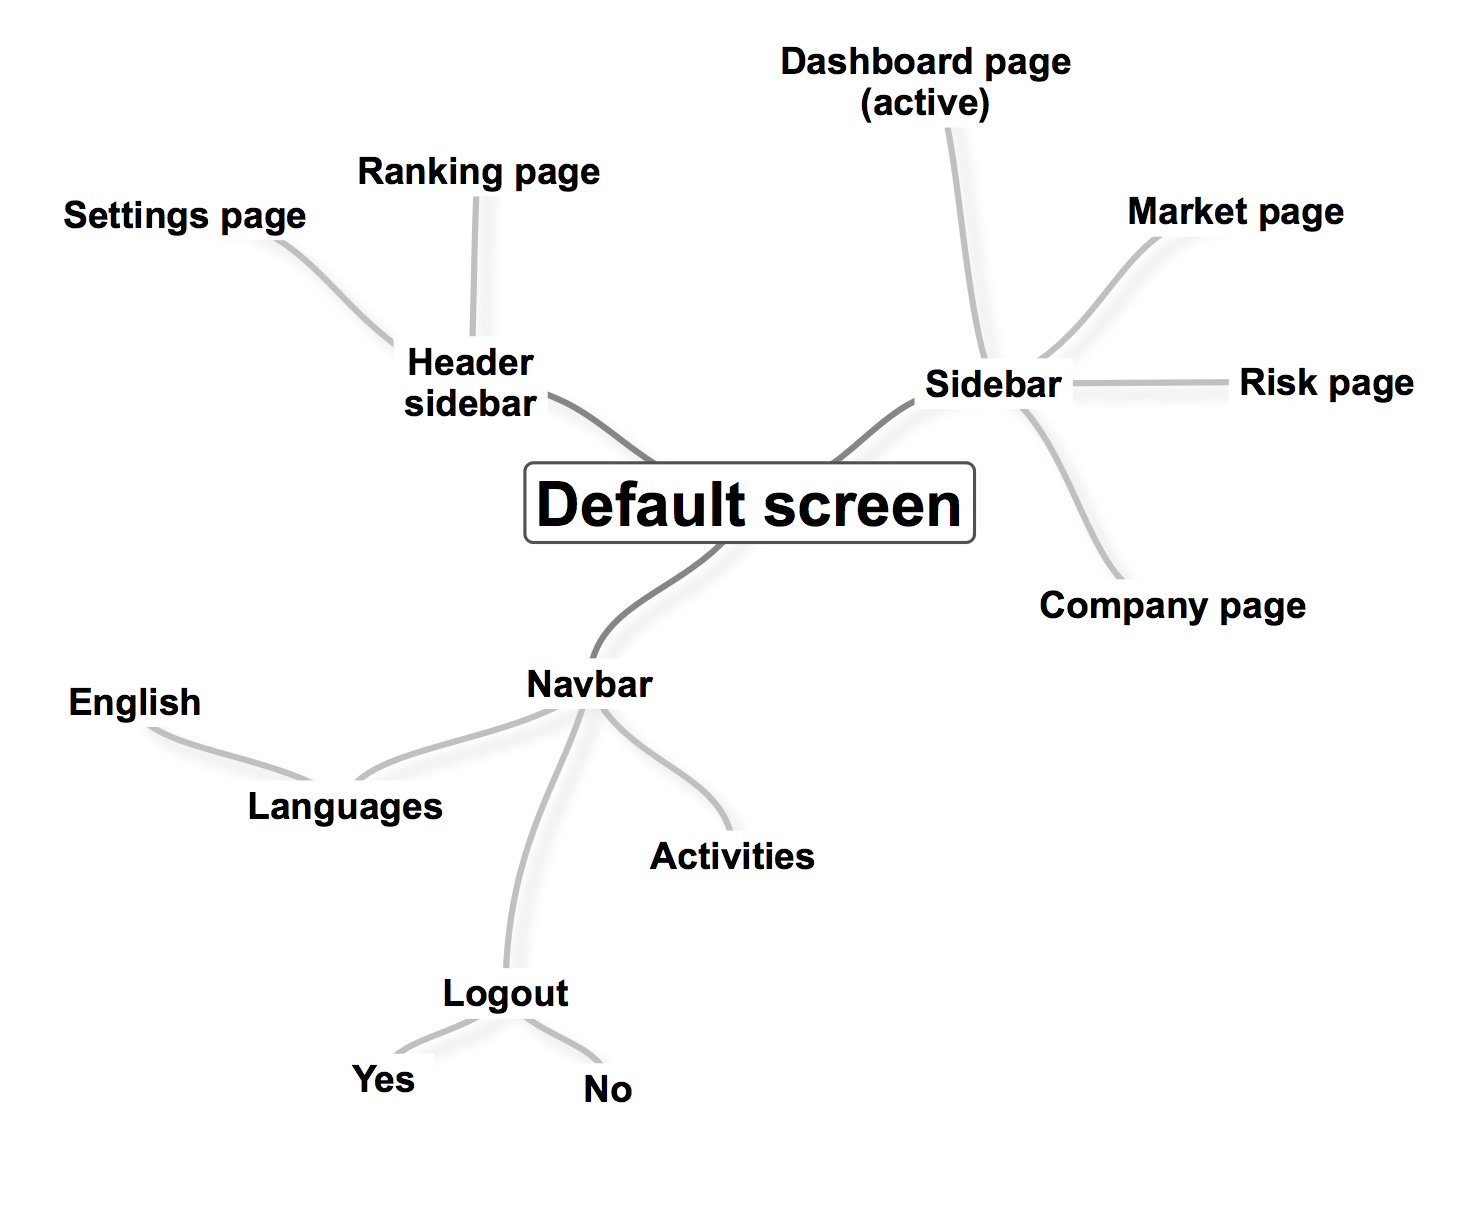 Dashboard page
(active)
Ranking page
Settings page
Market page
Header
sidebar
Sidebar
Risk page
Default screen
Company page
Navbar
English
Languages
Activities
Logout
Yes
No